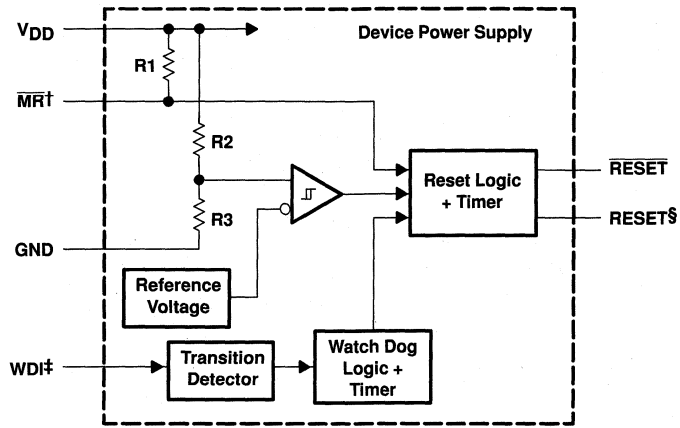 VDD
Device Power Supply
R1
MR†
R2
Reset Logic
+ Timer
RESET
R3
RESET§
GND
Reference
Voltage
Transition
Detector
Watch Dog
Logic +
Timer
WDI‡